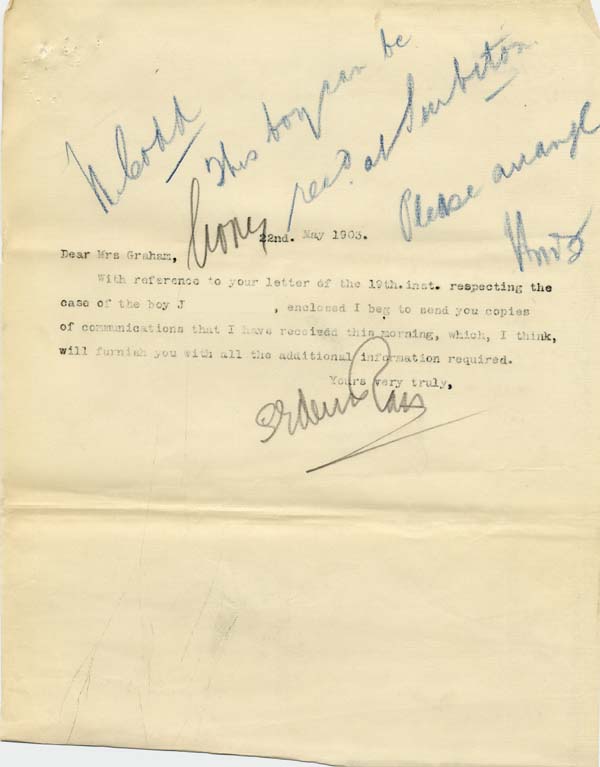 Mr Codd
This boy can be
recd. at Surbiton
Please arrange
Copies
22nd. May 1903.
Dear Mrs Graham,
With reference to your letter of the 19th.inst. respecting the
case of the boy J , enclosed I beg to send you copies
of communications that I have received this morning, which, I think,
will furnish you with all the additional information required.
Yours very truly,